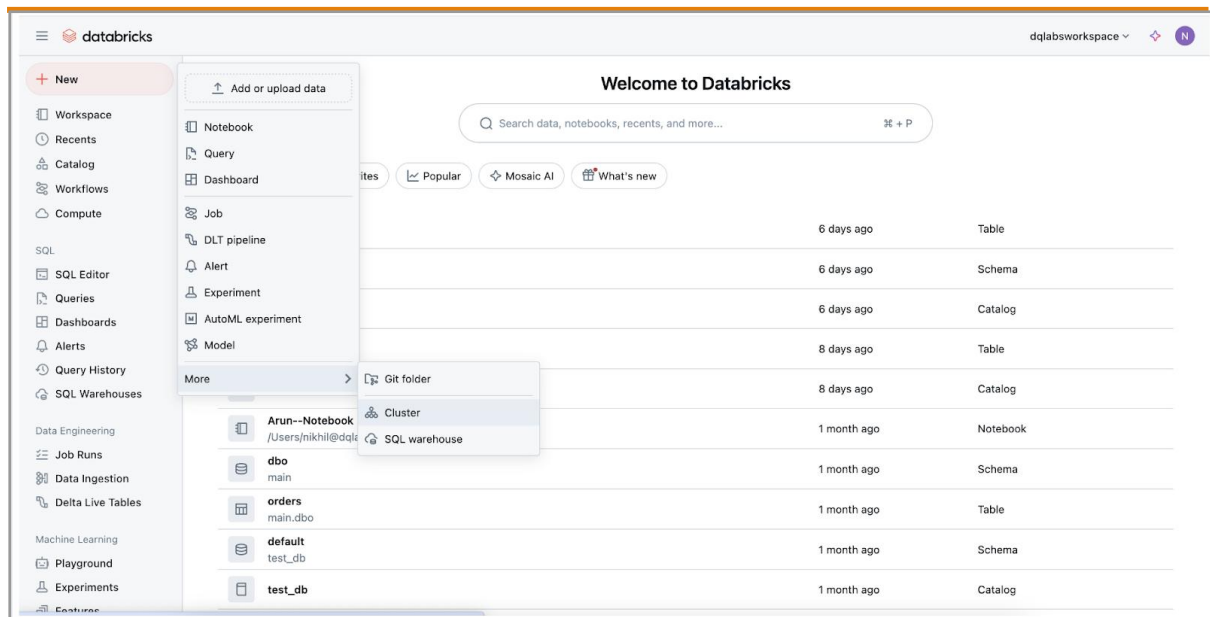 databricks
dqlabsworkspace
N
New
Workspace
Recents
Catalog
Workflows
Compute
SQL
SQL Editor
Queries
Dashboards
Alerts
Query History
SQL Warehouses
Data Engineering
Job Runs
Data Ingestion
Delta Live Tables
Machine Learning
Playground
Experiments
Features
Add or upload data
Notebook
Query
Dashboard
Job
DLT pipeline
Alert
Experiment
AutoML experiment
M
Model
More
Git folder
Cluster
SQL warehouse
Welcome to Databricks
Search data, notebooks, recents, and more... ⌘ + P
ites Popular Mosaic AI What's new
6 days ago Table
6 days ago Schema
6 days ago Catalog
8 days ago Table
8 days ago Catalog
Arun--Notebook 1 month ago Notebook
/Users/nikhil@dqla
dbo 1 month ago Schema
main
orders 1 month ago Table
main.dbo
default 1 month ago Schema
test_db
test_db 1 month ago Catalog